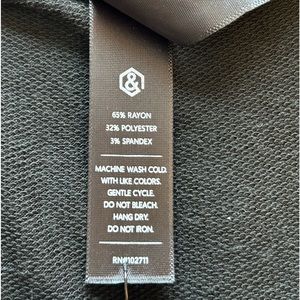 &
65% RAYON
32% POLYESTER
3% SPANDEX
MACHINE WASH COLD.
WITH LIKE COLORS.
GENTLE CYCLE.
DO NOT BLEACH.
HANG DRY.
DO NOT IRON.
RN#102711